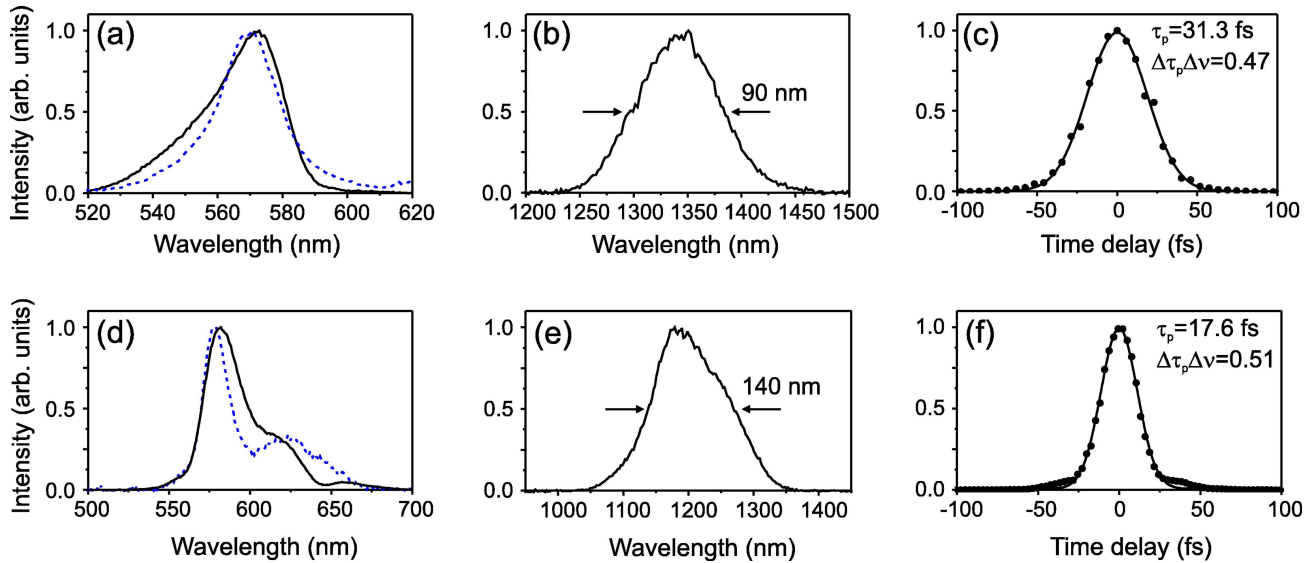 Intensity (arb. units)
(a)
1.0
0.5
0.0
520 540 560 580 600 620
Wavelength (nm)
(b)
90 nm
1.0
0.5
0.0
1200 1250 1300 1350 1400 1450 1500
Wavelength (nm)
(c)
τp=31.3 fs
ΔτpΔν=0.47
1.0
0.5
0.0
-100 -50 0 50 100
Time delay (fs)
Intensity (arb. units)
(d)
1.0
0.5
0.0
500 550 600 650 700
Wavelength (nm)
(e)
140 nm
1.0
0.5
0.0
1000 1100 1200 1300 1400
Wavelength (nm)
(f)
τp=17.6 fs
ΔτpΔν=0.51
1.0
0.5
0.0
-100 -50 0 50 100
Time delay (fs)